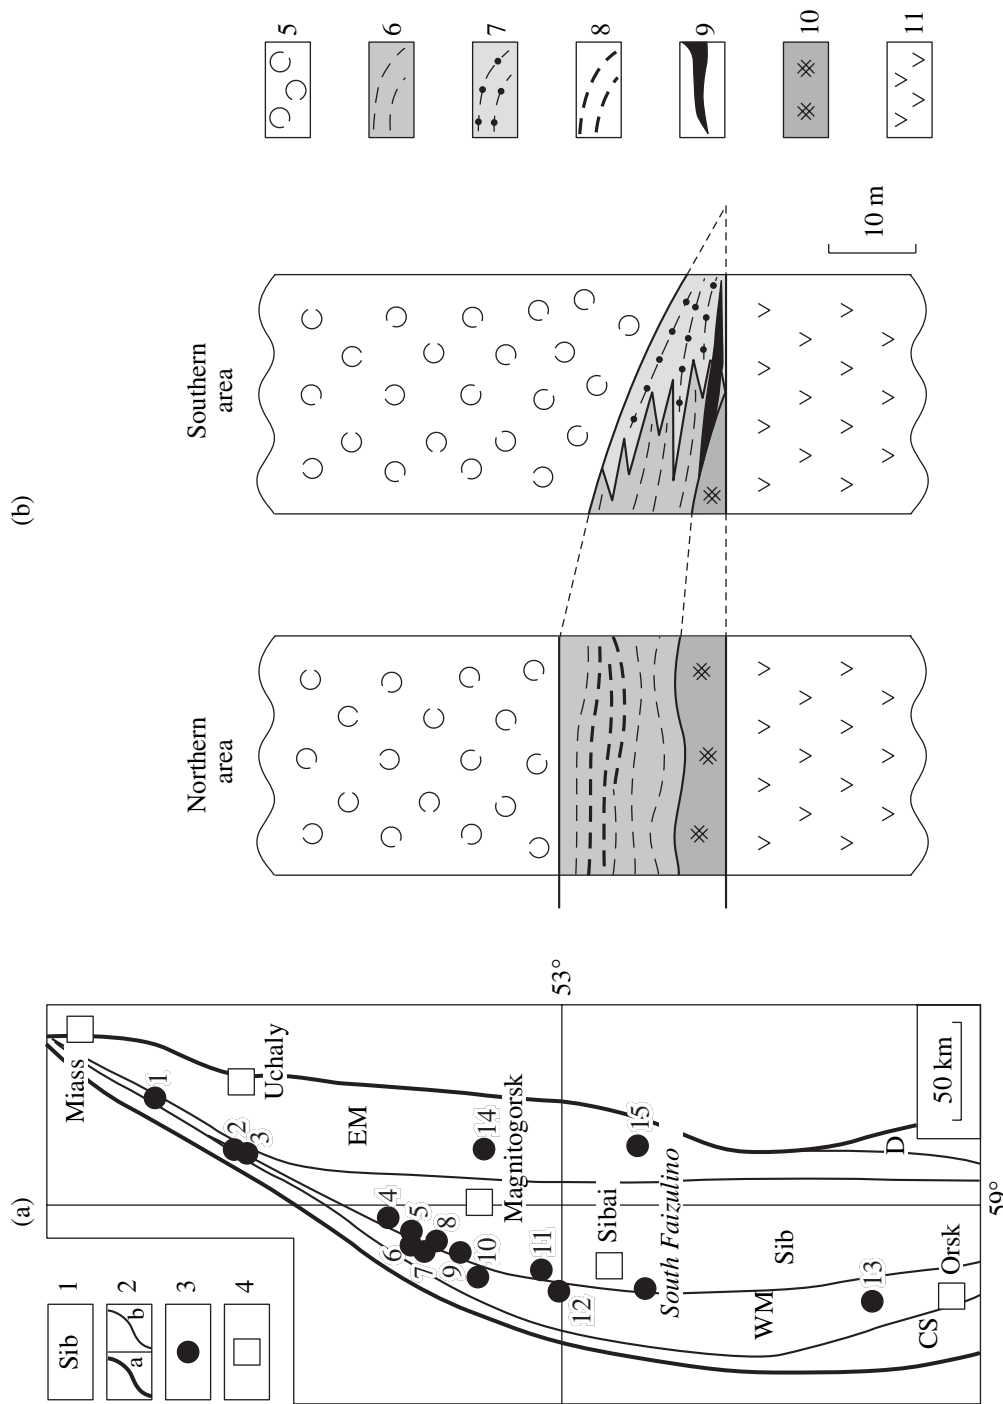 (a)
Sib
1
a
b
2
3
4
Miass
1
Uchaly
2
3
EM
4
5
6
7
8
9
10
14
Magnitogorsk
11
12
53°
Sibai
15
South Faizulino
Sib
WM
13
D
CS
Orsk
50 km
59°
(b)
Northern
area
Southern
area
10 m
5
6
7
8
9
10
11